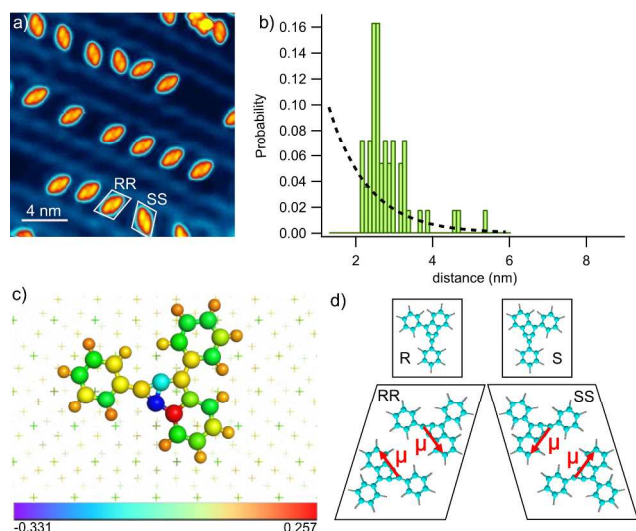 a)
RR
SS
4 nm
b)
Probability
0.16
0.14
0.12
0.10
0.08
0.06
0.04
0.02
0.00
2
4
6
8
distance (nm)
c)
-0.331
0.257
d)
R
S
RR
SS
μ
μ
μ
μ